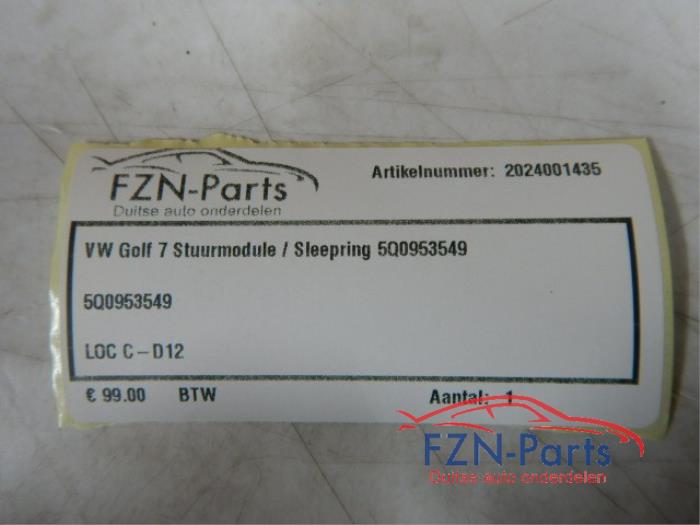 FZN-Parts
Duitse auto onderdelen
Artikelnummer: 2024001435
VW Golf 7 Stuurmodule / Sleepring 5Q0953549
5Q0953549
LOC C-D12
€ 99.00 BTW Aantal: 1
FZN-Parts
Duitse auto onderdelen